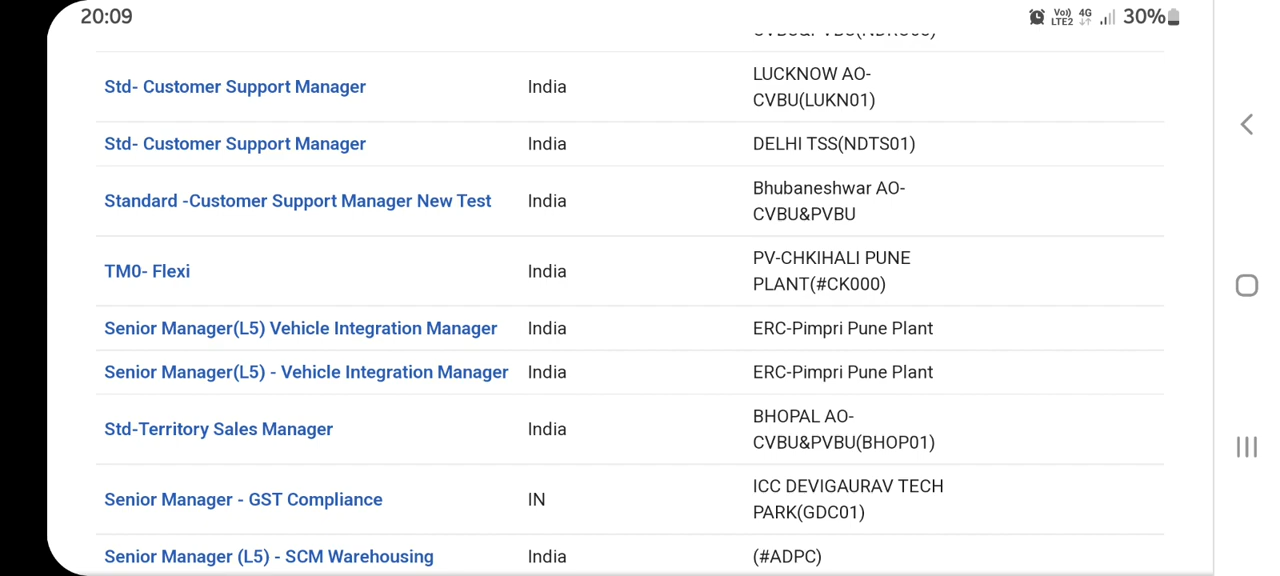 20:09
Vo)) LTE2 4G 30%
Std- Customer Support Manager India LUCKNOW AO-
CVBU(LUKN01)
Std- Customer Support Manager India DELHI TSS(NDTS01)
Standard -Customer Support Manager New Test India Bhubaneshwar AO-
CVBU&PVBU
TM0- Flexi India PV-CHKIHALI PUNE
PLANT(#CK000)
Senior Manager(L5) Vehicle Integration Manager India ERC-Pimpri Pune Plant
Senior Manager(L5) - Vehicle Integration Manager India ERC-Pimpri Pune Plant
Std-Territory Sales Manager India BHOPAL AO-
CVBU&PVBU(BHOP01)
Senior Manager - GST Compliance IN ICC DEVIGAURAV TECH
PARK(GDC01)
Senior Manager (L5) - SCM Warehousing India (#ADPC)